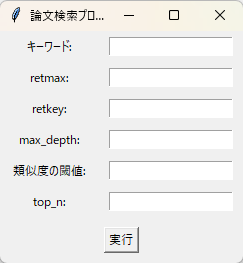 論文検索プロ...
キーワード:
retmax:
retkey:
max_depth:
類似度の閾値:
top_n:
実行